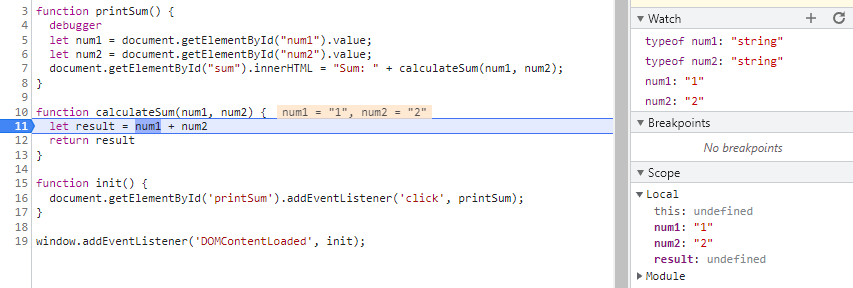 3 function printSum() {
4 debugger
5 let num1 = document.getElementById("num1").value;
6 let num2 = document.getElementById("num2").value;
7 document.getElementById("sum").innerHTML = "Sum: " + calculateSum(num1, num2);
8 }
9
10 function calculateSum(num1, num2) { num1 = "1", num2 = "2"
11 let result = num1 + num2
12 return result
13 }
14
15 function init() {
16 document.getElementById('printSum').addEventListener('click', printSum);
17 }
18
19 window.addEventListener('DOMContentLoaded', init);
Watch
typeof num1: "string"
typeof num2: "string"
num1: "1"
num2: "2"
Breakpoints
No breakpoints
Scope
Local
this: undefined
num1: "1"
num2: "2"
result: undefined
Module